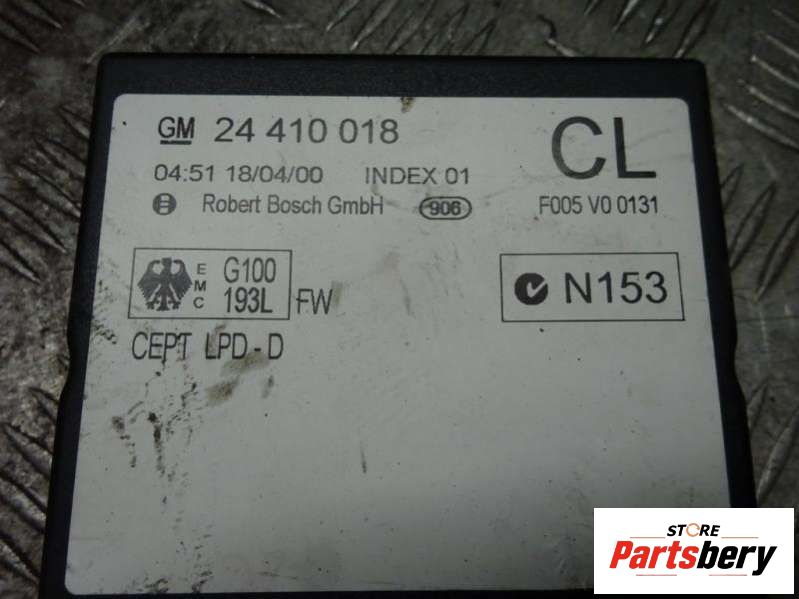 GM 24 410 018
CL
04:51 18/04/00 INDEX 01
Robert Bosch GmbH 906 F005 V0 0131
EMC G100 193L FW
N153
CEPT LPD - D
STORE
Partsbery